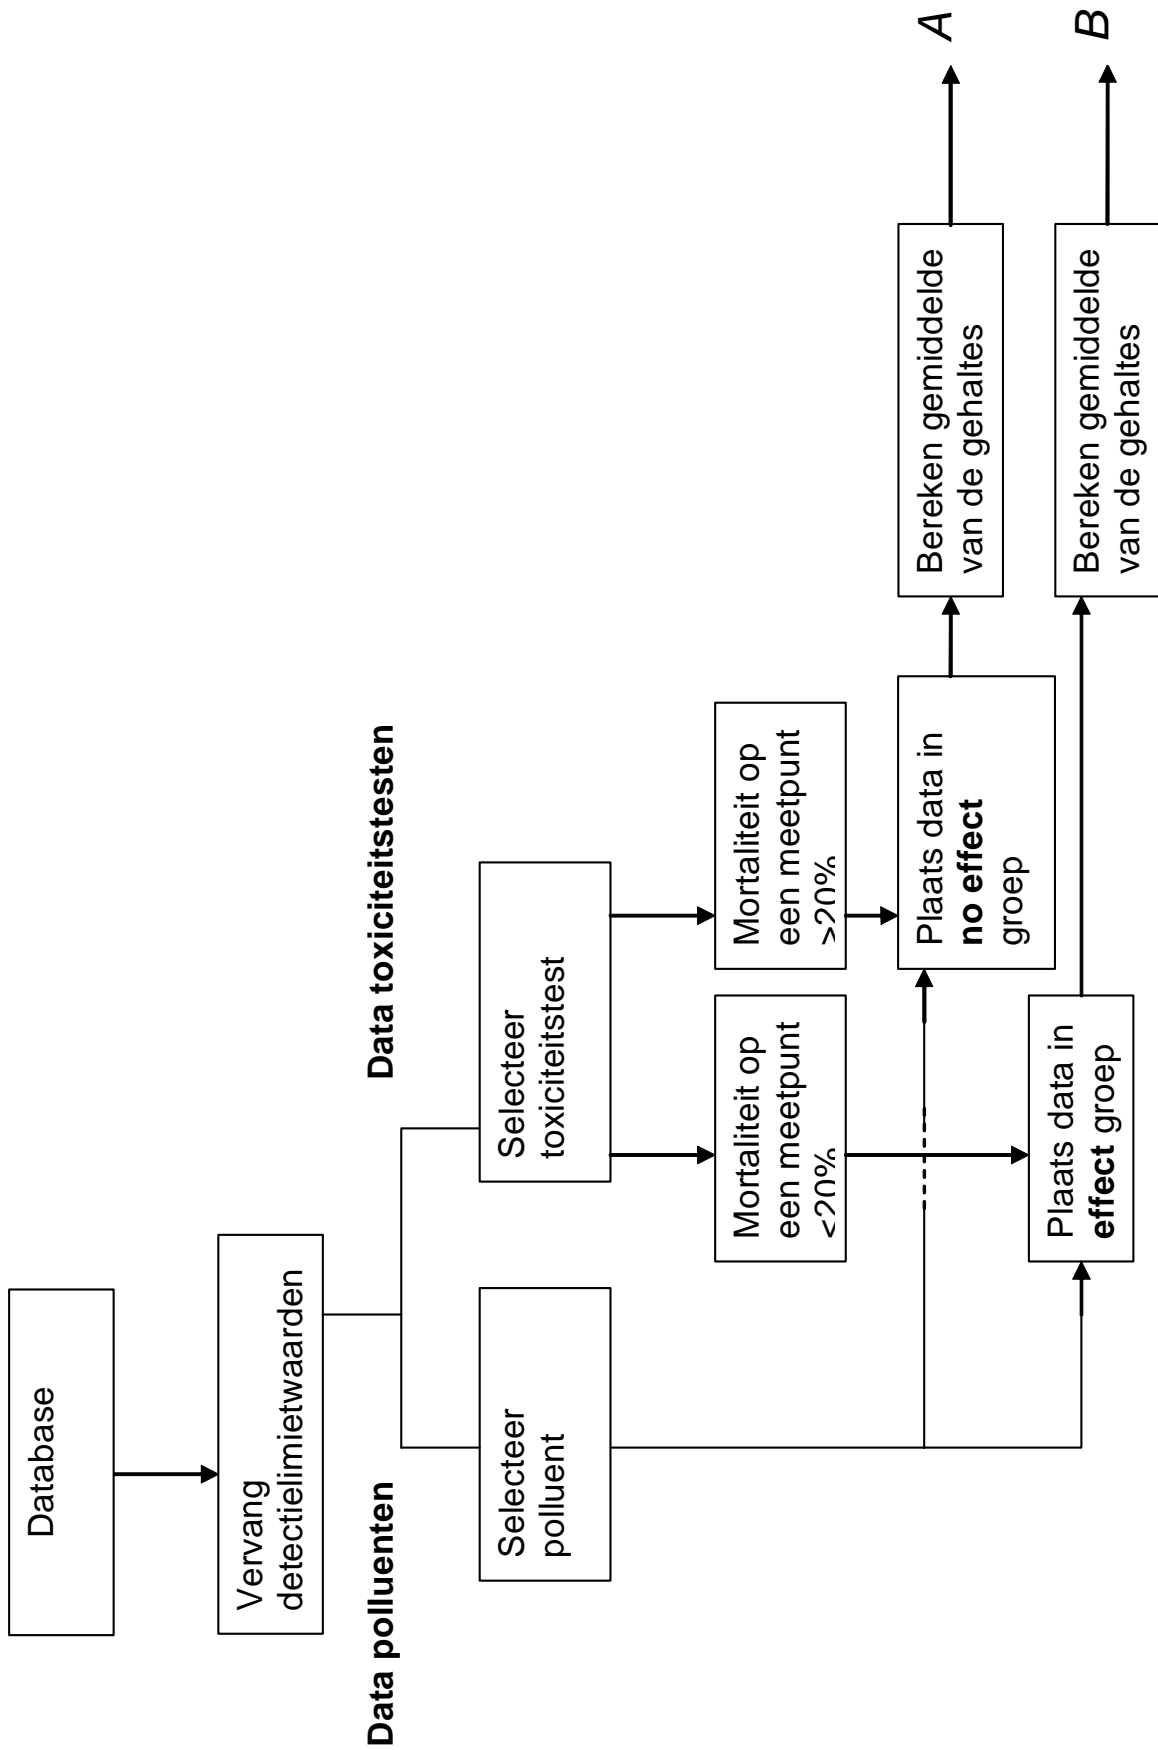 Database
Vervang
detectielimietwaarden
Data polluenten
Data toxiciteitstesten
Selecteer
polluent
Selecteer
toxiciteitstest
Mortaliteit op
een meetpunt
<20%
Mortaliteit op
een meetpunt
>20%
Plaats data in
effect groep
Plaats data in
no effect
groep
Bereken gemiddelde
van de gehaltes
A
Bereken gemiddelde
van de gehaltes
B